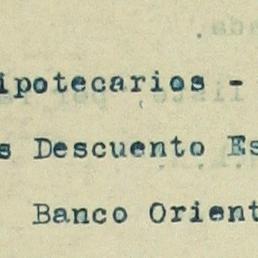 ipotecarios -
s Descuento Es
Banco Orient